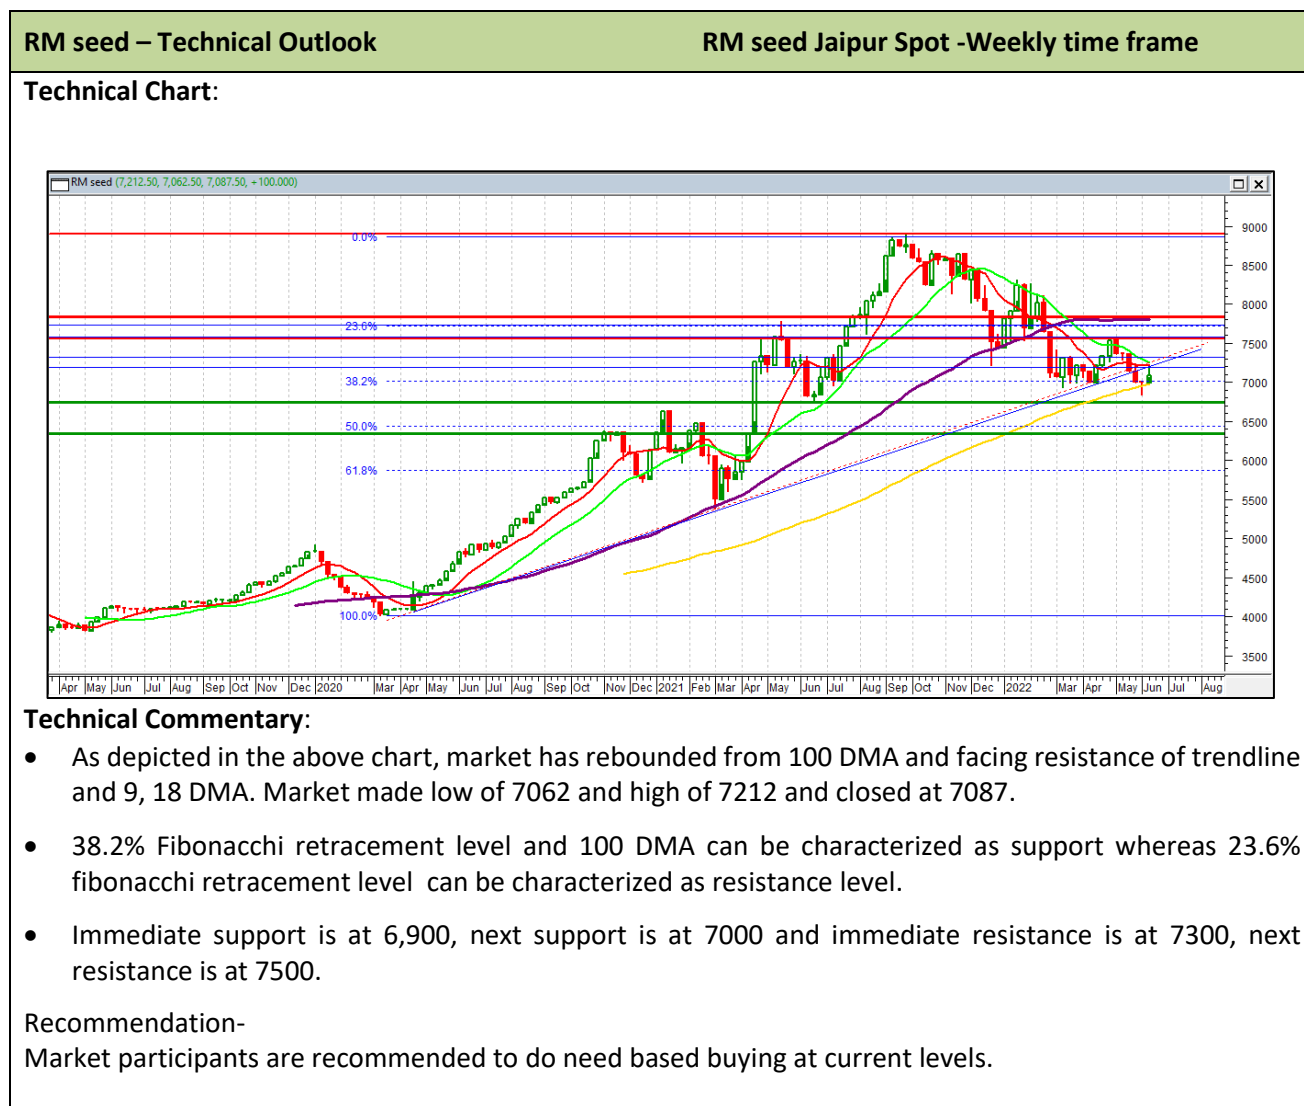 RM seed – Technical Outlook RM seed Jaipur Spot -Weekly time frame
Technical Chart:
RM seed (7,212.50, 7,062.50, 7,087.50, +100.000)
9000
0.0%
8500
8000
23.6%
7500
38.2%
7000
6500
50.0%
61.8%
6000
5500
5000
4500
100.0%
4000
3500
Apr May Jun Jul Aug Sep Oct Nov Dec 2020 Mar Apr May Jun Jul Aug Sep Oct Nov Dec 2021 Feb Mar Apr May Jun Jul Aug Sep Oct Nov Dec 2022 Mar Apr May Jun Jul Aug
Technical Commentary:
• As depicted in the above chart, market has rebounded from 100 DMA and facing resistance of trendline
and 9, 18 DMA. Market made low of 7062 and high of 7212 and closed at 7087.
• 38.2% Fibonacchi retracement level and 100 DMA can be characterized as support whereas 23.6%
fibonacchi retracement level can be characterized as resistance level.
• Immediate support is at 6,900, next support is at 7000 and immediate resistance is at 7300, next
resistance is at 7500.
Recommendation-
Market participants are recommended to do need based buying at current levels.